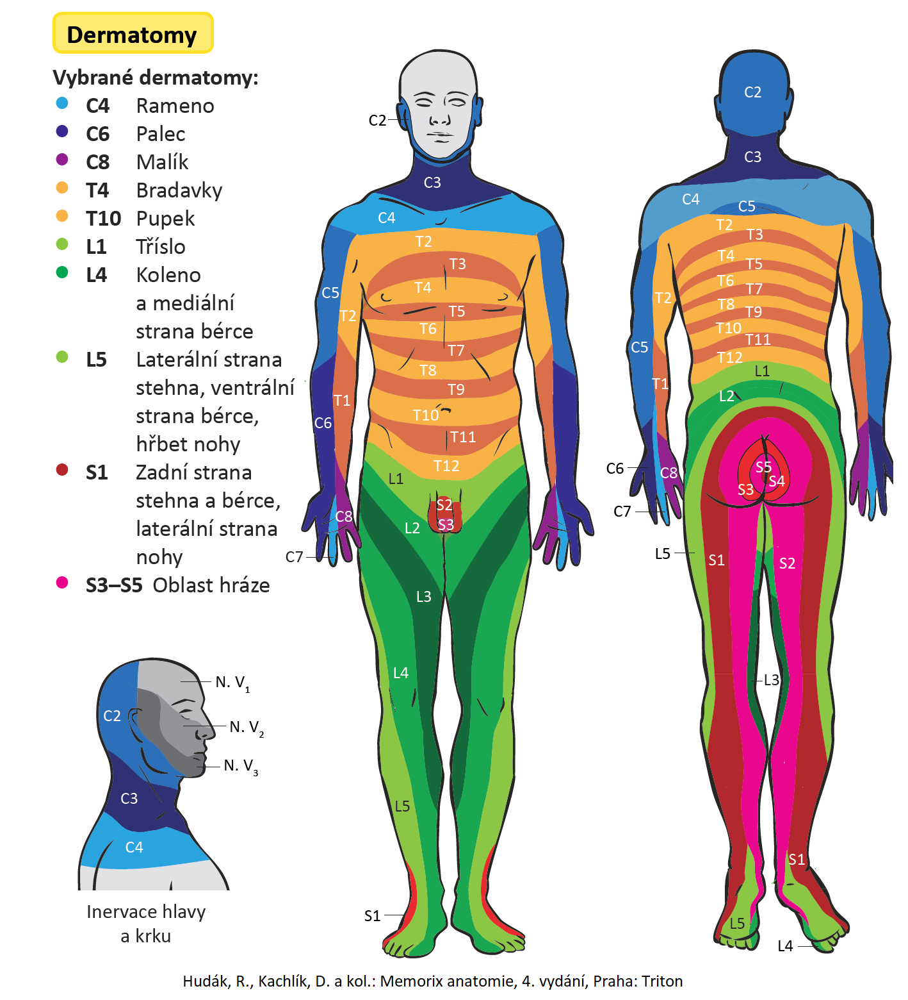 Dermatomy
Vybrané dermatomy:
C4 Rameno
C6 Palec
C8 Malík
T4 Bradavky
T10 Pupek
L1 Tříslo
L4 Koleno
a mediální
strana bérce
L5 Laterální strana
stehna, ventrální
strana bérce,
hřbet nohy
S1 Zadní strana
stehna a bérce,
laterální strana
nohy
S3–S5 Oblast hráze
C2
C3
C4
T2
T3
T4
C5
T5
T2
T6
T7
T8
T9
T1
T10
C6
T11
T12
L1
S2
C8
S3
L2
C7
L3
L4
L5
S1
C2
C3
C4
C5
T2
T3
T4
T5
T6
T7
T2
T8
T9
T10
T11
C5
T12
L1
T1
L2
C6
S5
C8
S4
S3
C7
L5
S1
S2
L3
S1
L5
L4
N. V1
C2
N. V2
N. V3
C3
C4
Inervace hlavy
a krku
Hudák, R., Kachlík, D. a kol.: Memorix anatomie, 4. vydání, Praha: Triton